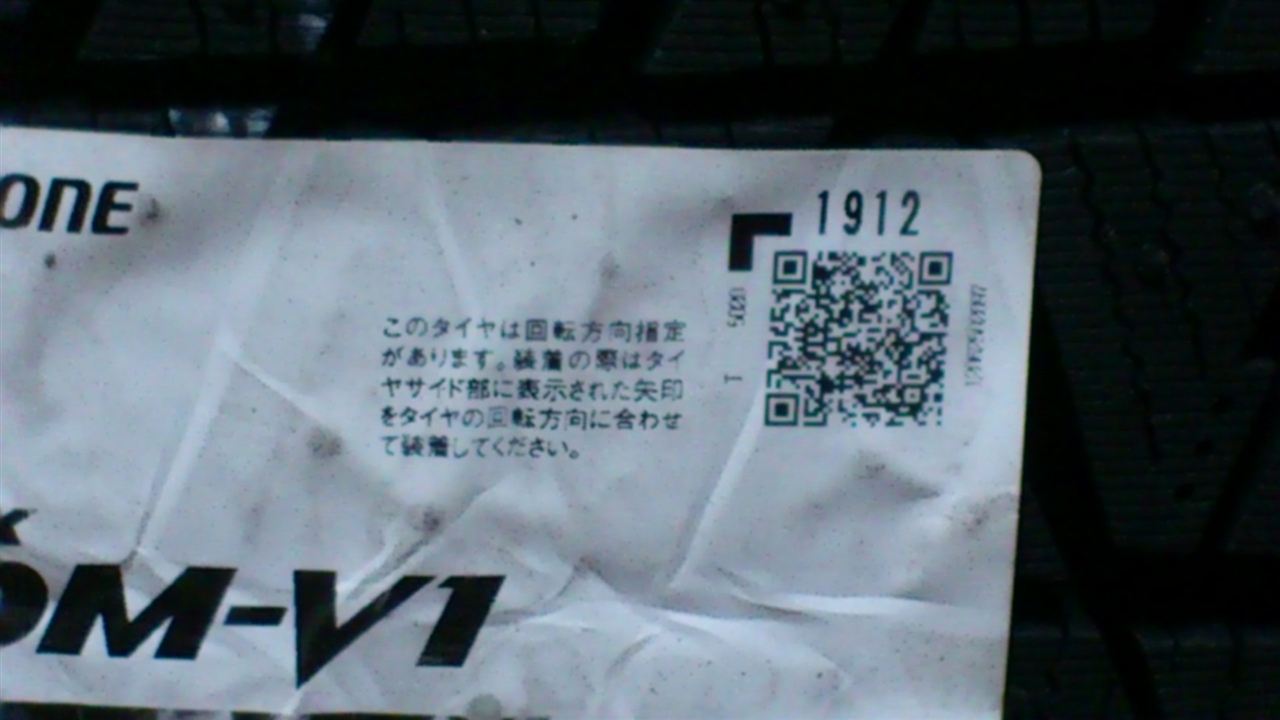 ONE
1912
このタイヤは回転方向指定
があります。装着の際はタイ
ヤサイド部に表示された矢印
をタイヤの回転方向に合わせ
て装着してください。
DM-V1